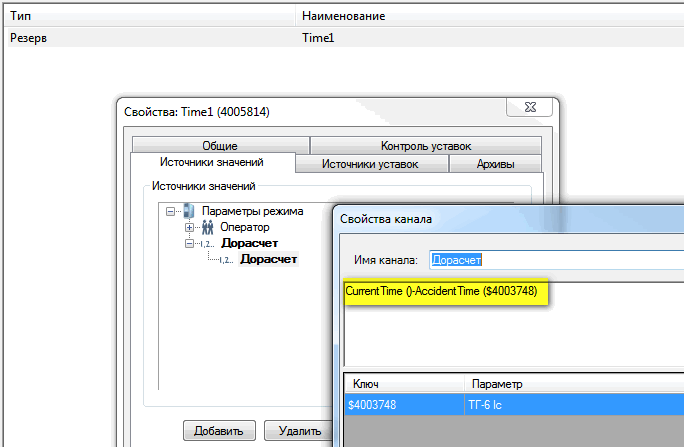 Тип Наименование
Резерв Time1
Свойства: Time1 (4005814)
Общие Контроль уставок
Источники значений Источники уставок Архивы
Источники значений
Параметры режима
Оператор
1,2... Дорасчет
1,2... Дорасчет
Добавить Удалить
Свойства канала
Имя канала: Дорасчет
CurrentTime ()-AccidentTime ($4003748)
Ключ Параметр
$4003748 ТГ-6 Ic